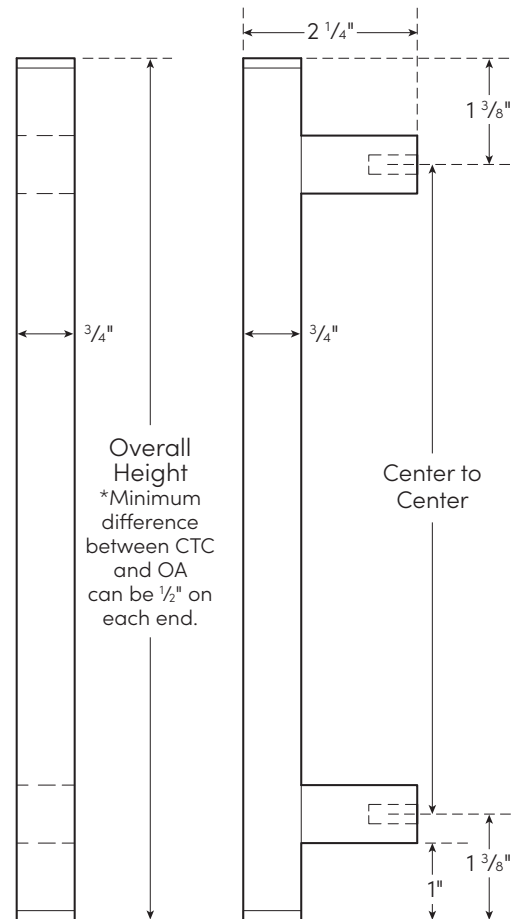 2 1/4"
1 3/8"
3/4"
3/4"
Overall
Height
*Minimum
difference
between CTC
and OA
can be 1/2" on
each end.
Center to
Center
1 3/8"
1"